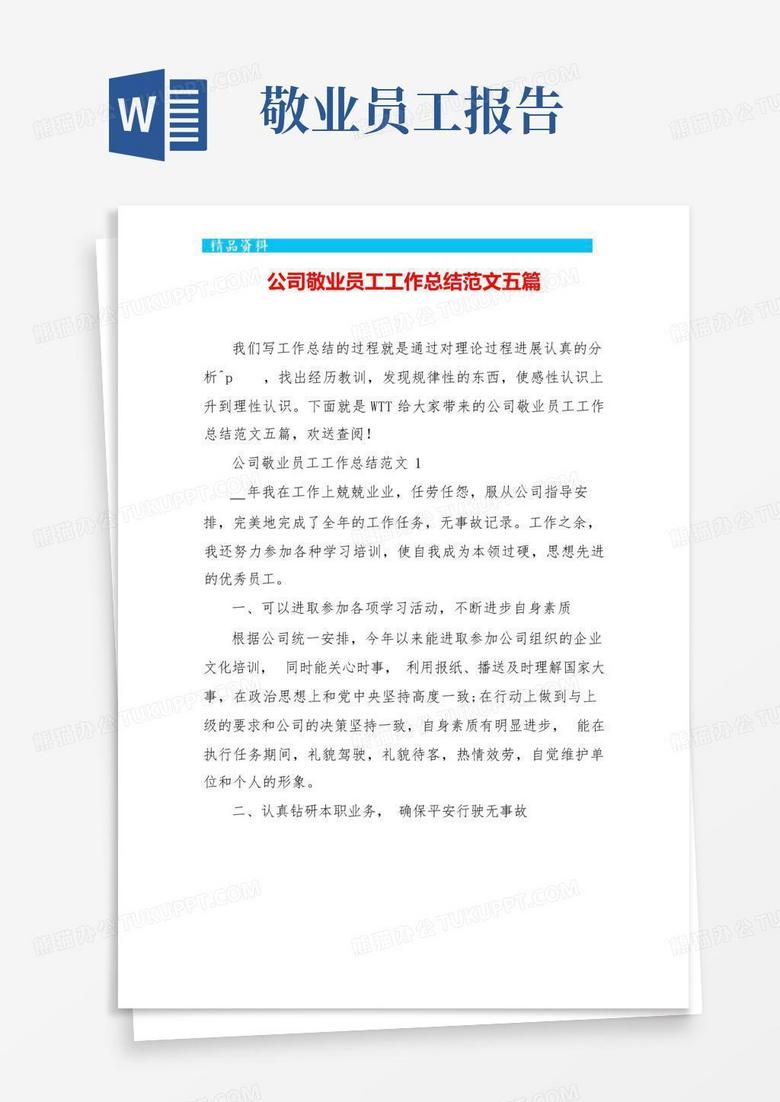 W
敬业员工报告
精品资料
公司敬业员工工作总结范文五篇
我们写工作总结的过程就是通过对理论过程进展认真的分
析^p ，找出经历教训，发现规律性的东西，使感性认识上
升到理性认识。下面就是 WTT 给大家带来的公司敬业员工工作
总结范文五篇，欢送查阅！
公司敬业员工工作总结范文 1
__年我在工作上兢兢业业，任劳任怨，服从公司指导安
排，完美地完成了全年的工作任务，无事故记录。工作之余，
我还努力参加各种学习培训，使自我成为本领过硬，思想先进
的优秀员工。
一、可以进取参加各项学习活动，不断进步自身素质
根据公司统一安排，今年以来能进取参加公司组织的企业
文化培训， 同时能关心时事， 利用报纸、播送及时理解国家大
事，在政治思想上和党中央坚持高度一致;在行动上做到与上
级的要求和公司的决策坚持一致，自身素质有明显进步， 能在
执行任务期间，礼貌驾驶，礼貌待客，热情效劳，自觉维护单
位和个人的形象。
二、认真钻研本职业务， 确保平安行驶无事故
熊猫办公 TUKUPPT.COM